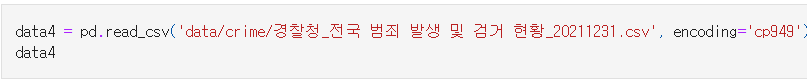 data4 = pd.read_csv('data/crime/경찰청_전국 범죄 발생 및 검거 현황_20211231.csv', encoding='cp949')
data4